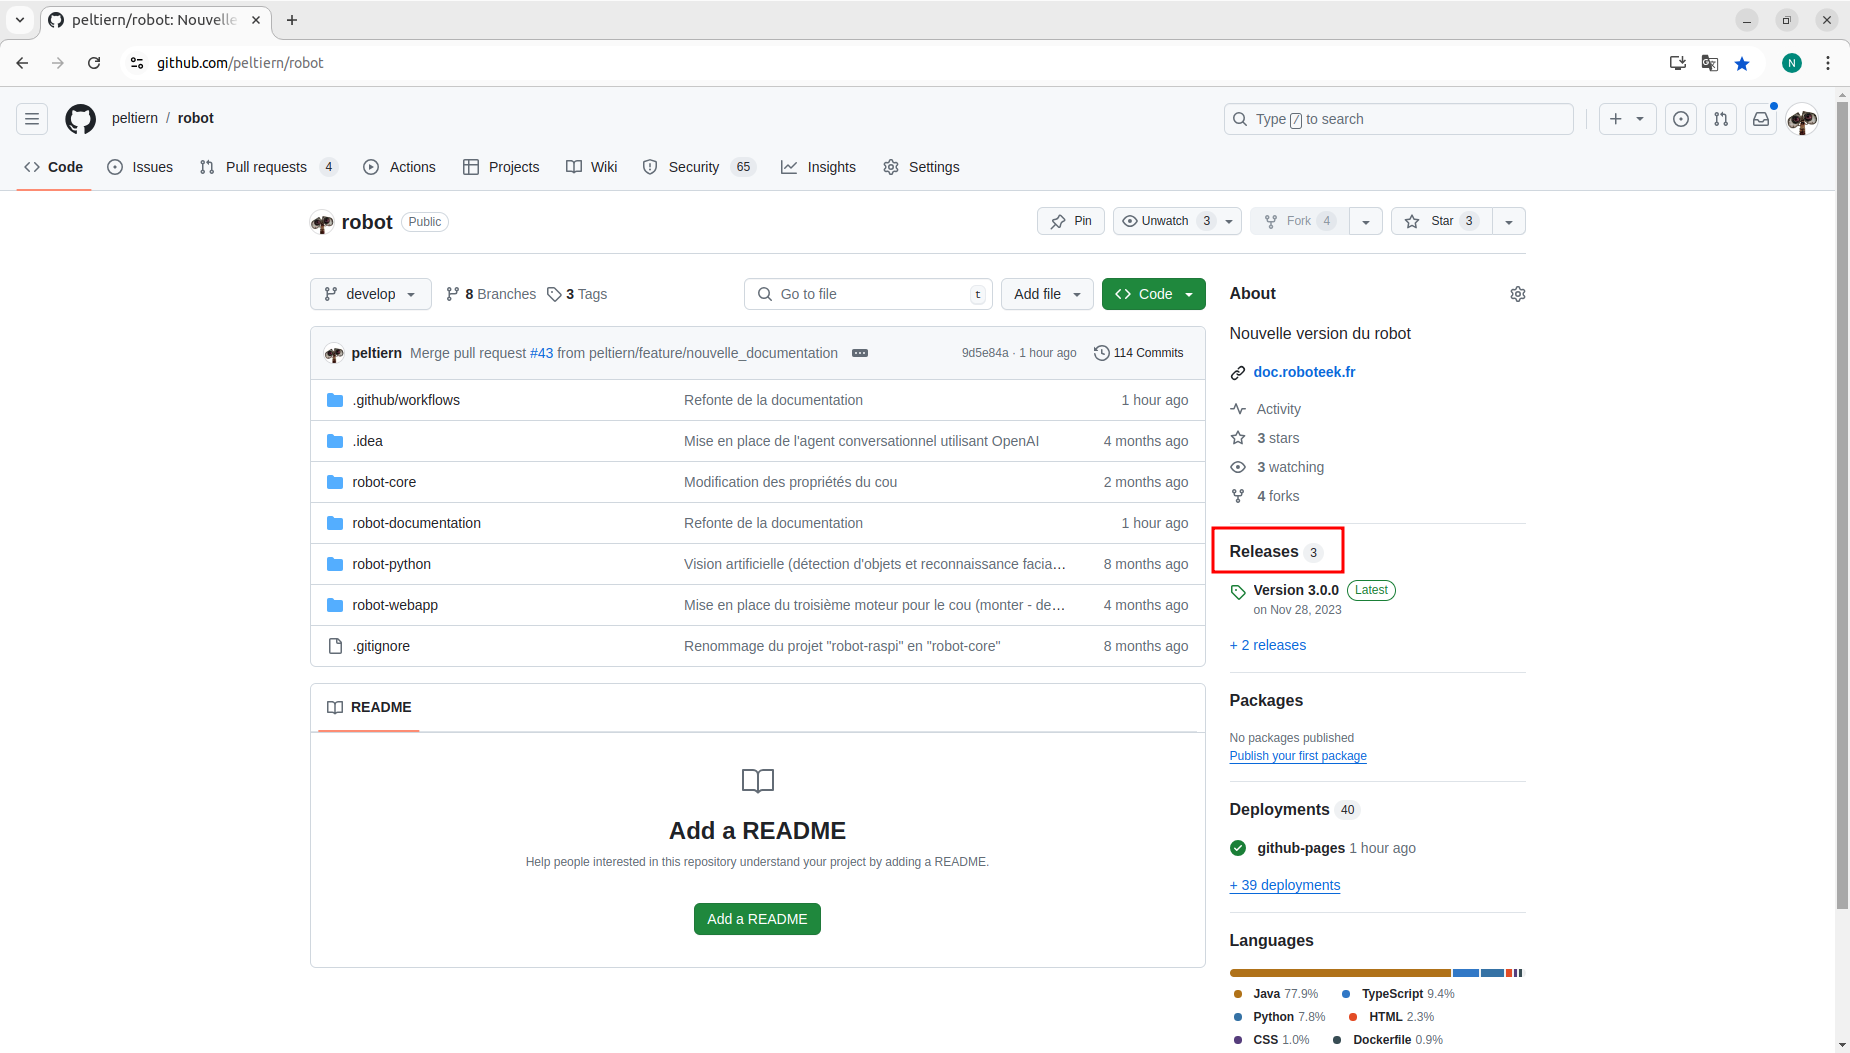 peltiern/robot: Nouvelle
github.com/peltiern/robot
N
peltiern / robot
Type / to search
Code
Issues
Pull requests 4
Actions
Projects
Wiki
Security 65
Insights
Settings
robot Public
Pin
Unwatch 3
Fork 4
Star 3
develop
8 Branches
3 Tags
Go to file t
Add file
Code
peltiern Merge pull request #43 from peltiern/feature/nouvelle_documentation
9d5e84a · 1 hour ago
114 Commits
.github/workflows Refonte de la documentation 1 hour ago
.idea Mise en place de l'agent conversationnel utilisant OpenAI 4 months ago
robot-core Modification des propriétés du cou 2 months ago
robot-documentation Refonte de la documentation 1 hour ago
robot-python Vision artificielle (détection d'objets et reconnaissance facia… 8 months ago
robot-webapp Mise en place du troisième moteur pour le cou (monter - de… 4 months ago
.gitignore Renommage du projet "robot-raspi" en "robot-core" 8 months ago
README
Add a README
Help people interested in this repository understand your project by adding a README.
Add a README
About
Nouvelle version du robot
doc.roboteek.fr
Activity
3 stars
3 watching
4 forks
Releases 3
Version 3.0.0 Latest
on Nov 28, 2023
+ 2 releases
Packages
No packages published
Publish your first package
Deployments 40
github-pages 1 hour ago
+ 39 deployments
Languages
Java 77.9% TypeScript 9.4%
Python 7.8% HTML 2.3%
CSS 1.0% Dockerfile 0.9%